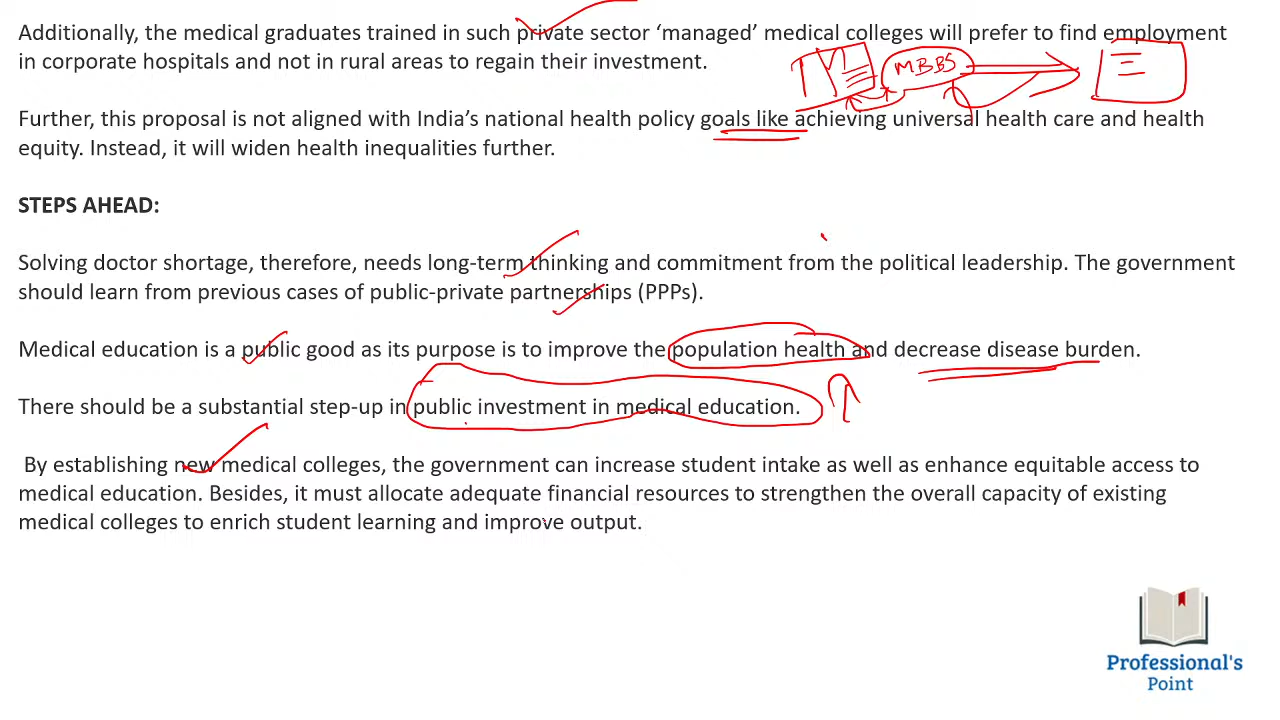 Additionally, the medical graduates trained in such private sector ‘managed’ medical colleges will prefer to find employment
in corporate hospitals and not in rural areas to regain their investment.
MBBS
Further, this proposal is not aligned with India’s national health policy goals like achieving universal health care and health
equity. Instead, it will widen health inequalities further.
STEPS AHEAD:
Solving doctor shortage, therefore, needs long-term thinking and commitment from the political leadership. The government
should learn from previous cases of public-private partnerships (PPPs).
Medical education is a public good as its purpose is to improve the population health and decrease disease burden.
There should be a substantial step-up in public investment in medical education.
By establishing new medical colleges, the government can increase student intake as well as enhance equitable access to
medical education. Besides, it must allocate adequate financial resources to strengthen the overall capacity of existing
medical colleges to enrich student learning and improve output.
Professional's
Point